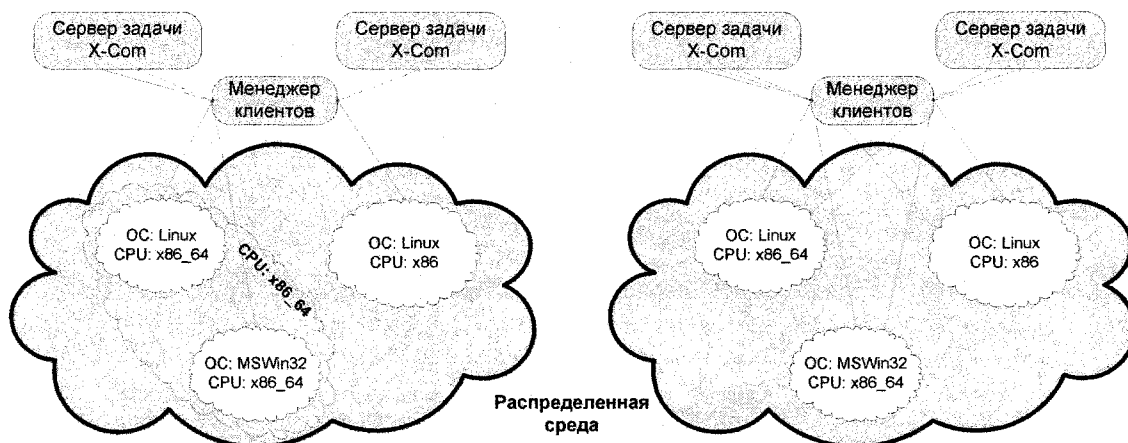 Сервер задачи
X-Com
Сервер задачи
X-Com
Менеджер
клиентов
ОС: Linux
CPU: x86_64
ОС: Linux
CPU: x86
CPU: x86_64
ОС: MSWin32
CPU: x86_64
Сервер задачи
X-Com
Сервер задачи
X-Com
Менеджер
клиентов
ОС: Linux
CPU: x86_64
ОС: Linux
CPU: x86
ОС: MSWin32
CPU: x86_64
Распределенная
среда